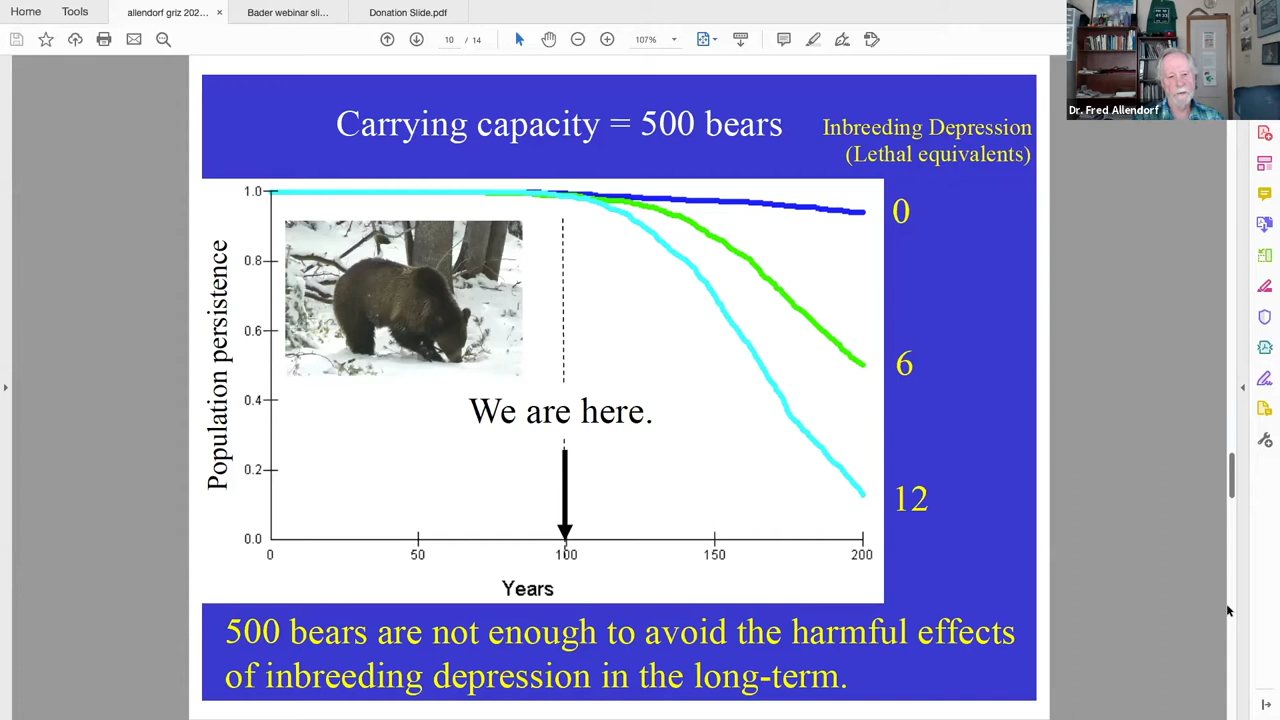 Home
Tools
allendorf griz 202...
×
Bader webinar sli...
Donation Slide.pdf
10 / 14
107%
Dr. Fred Allendorf
Carrying capacity = 500 bears
Inbreeding Depression
(Lethal equivalents)
Population persistence
1.0
0.8
0.6
0.4
0.2
0.0
0
50
100
150
200
Years
We are here.
0
6
12
500 bears are not enough to avoid the harmful effects
of inbreeding depression in the long-term.